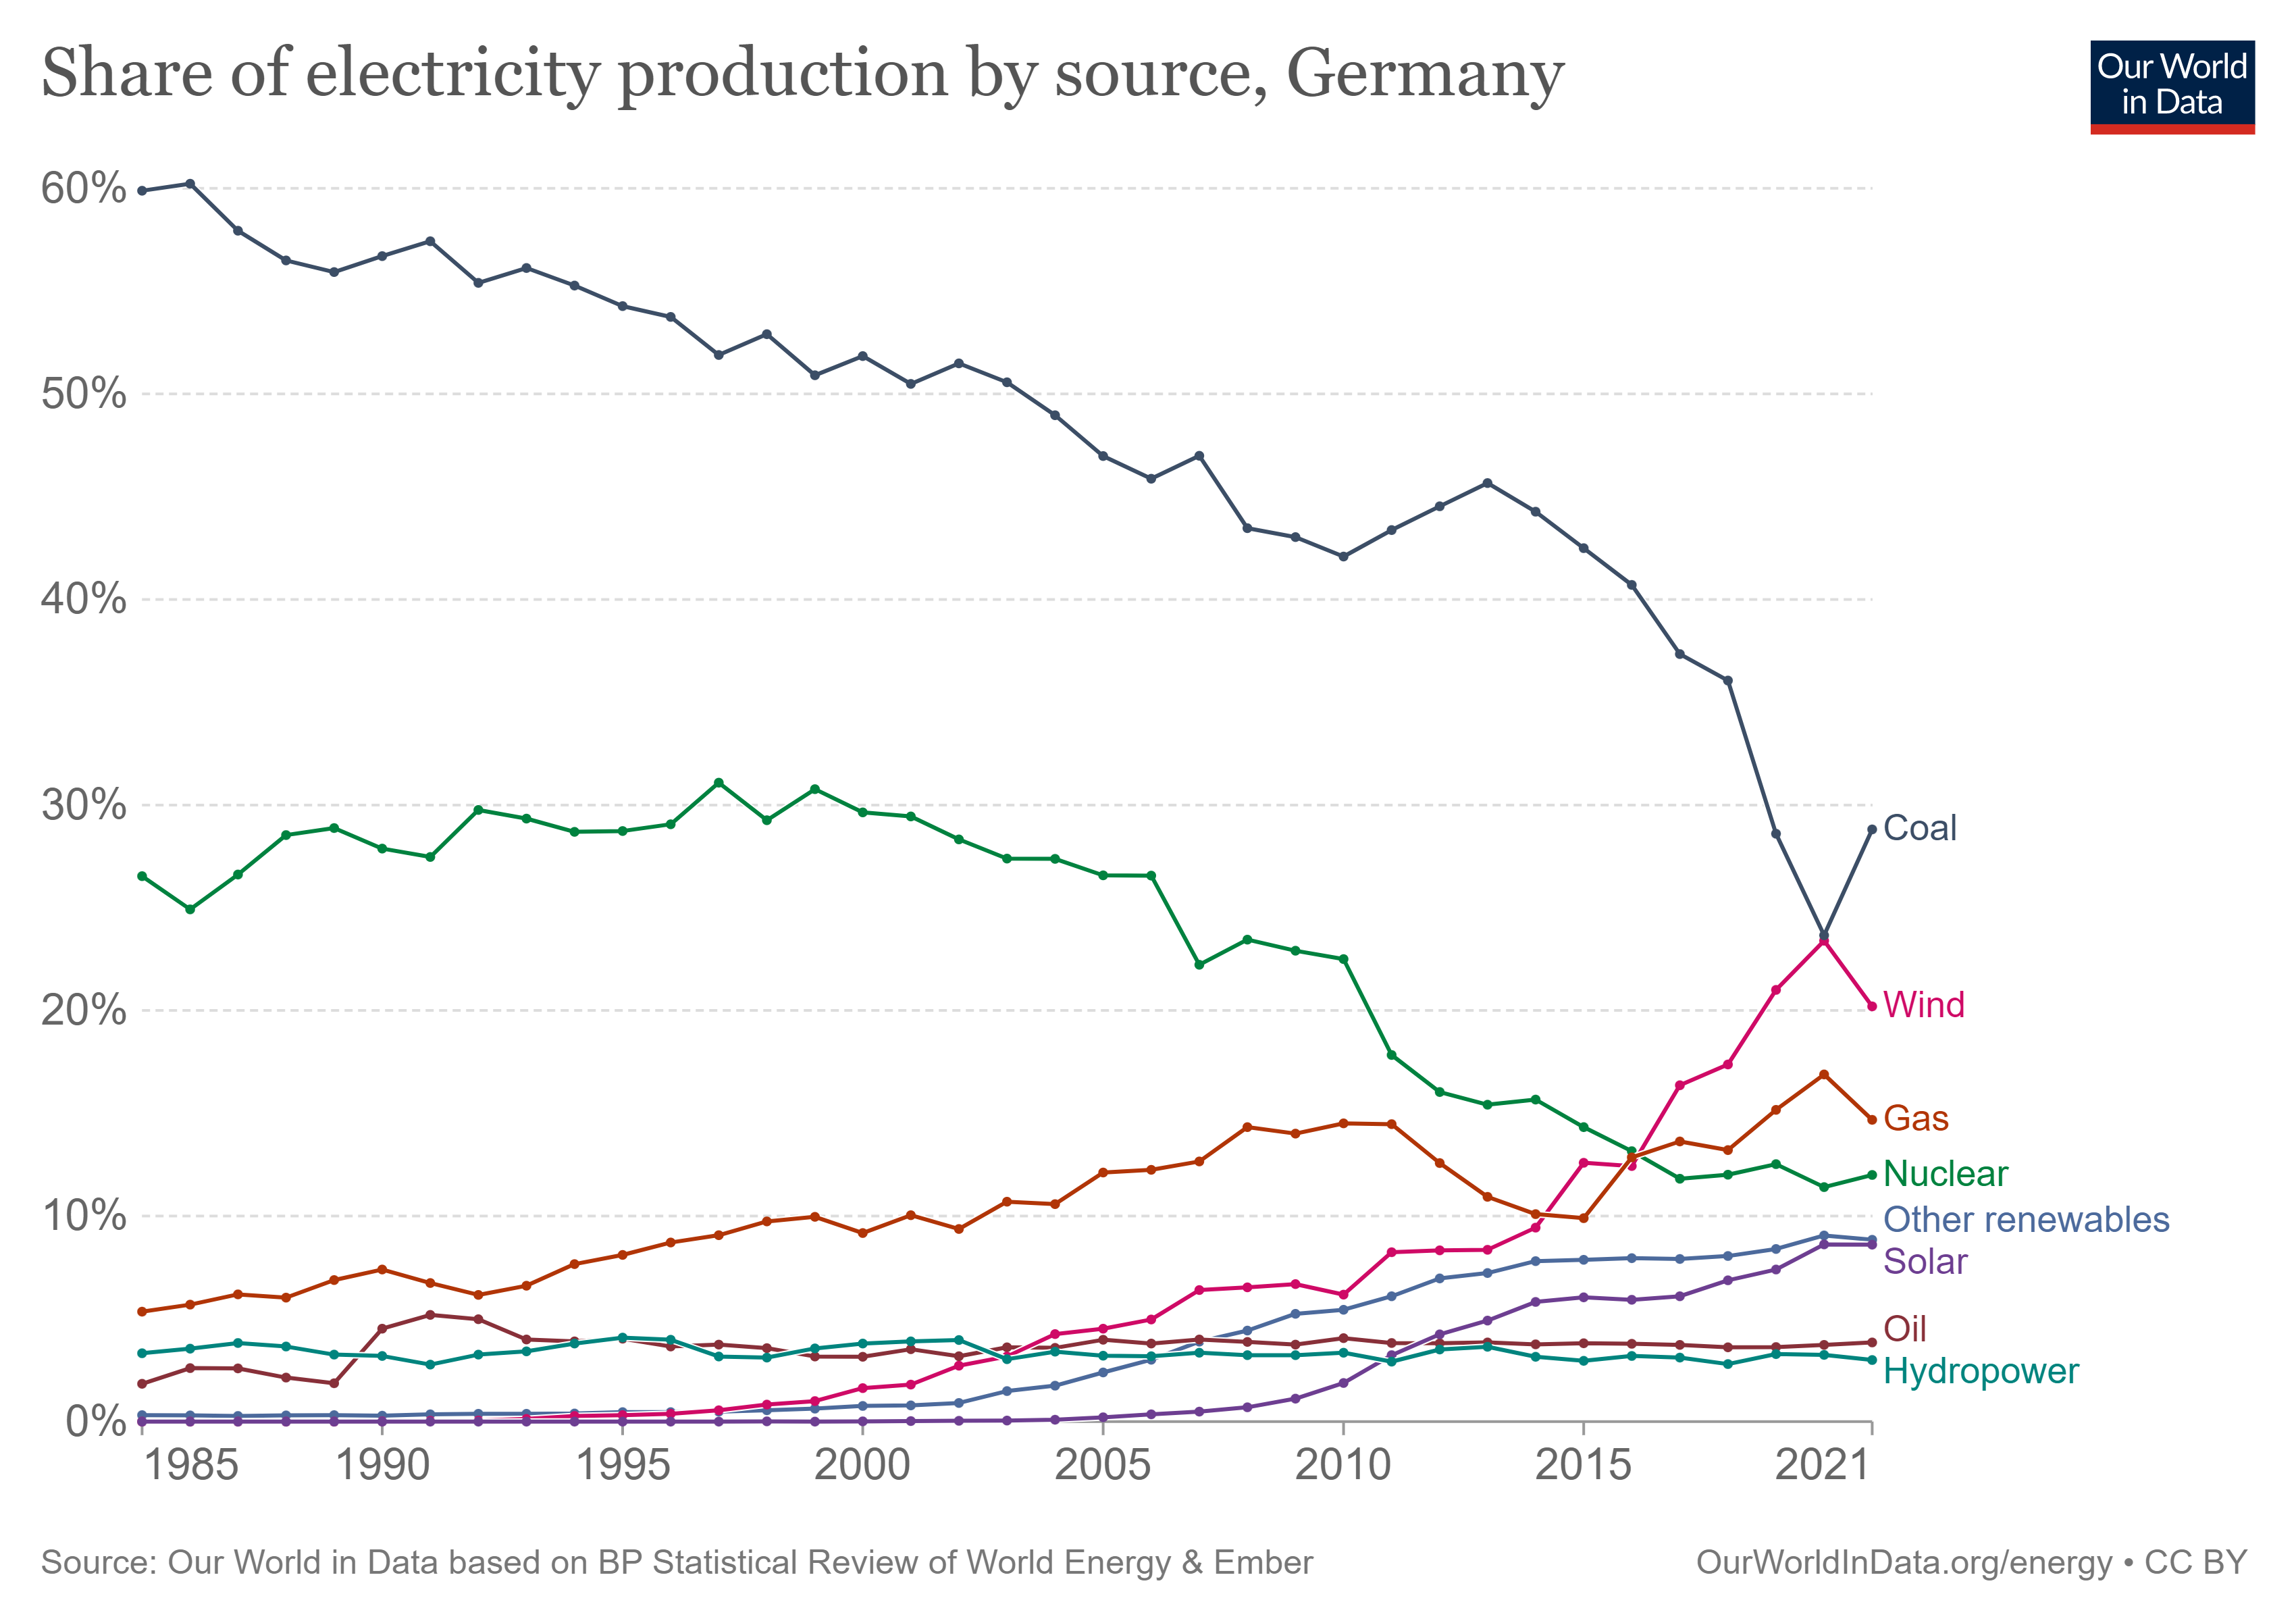 Share of electricity production by source, Germany
Our World
in Data
60%
50%
40%
30%
20%
10%
0%
Coal
Wind
Gas
Nuclear
Other renewables
Solar
Oil
Hydropower
1985 1990 1995 2000 2005 2010 2015 2021
Source: Our World in Data based on BP Statistical Review of World Energy & Ember
OurWorldInData.org/energy • CC BY